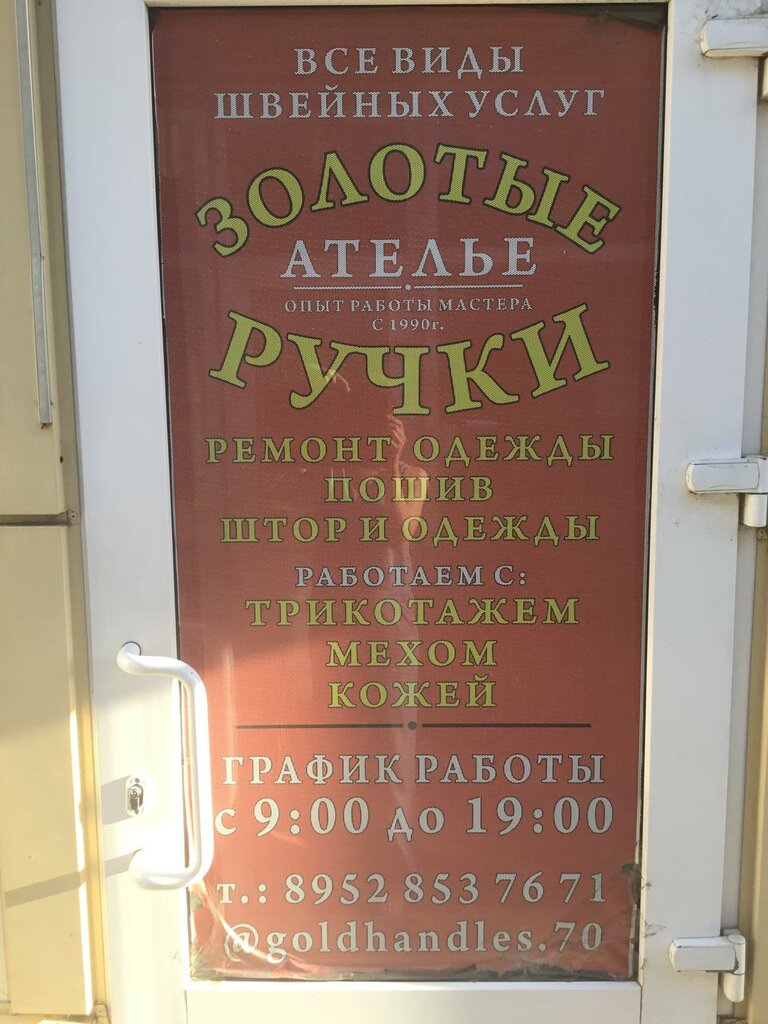 ВСЕ ВИДЫ
ШВЕЙНЫХ УСЛУГ
ЗОЛОТЫЕ
АТЕЛЬЕ
ОПЫТ РАБОТЫ МАСТЕРА
С 1990г.
РУЧКИ
РЕМОНТ ОДЕЖДЫ
ПОШИВ
ШТОР И ОДЕЖДЫ
РАБОТАЕМ С:
ТРИКОТАЖЕМ
МЕХОМ
КОЖЕЙ
ГРАФИК РАБОТЫ
с 9:00 до 19:00
т.: 8952 853 76 71
@goldhandles.70